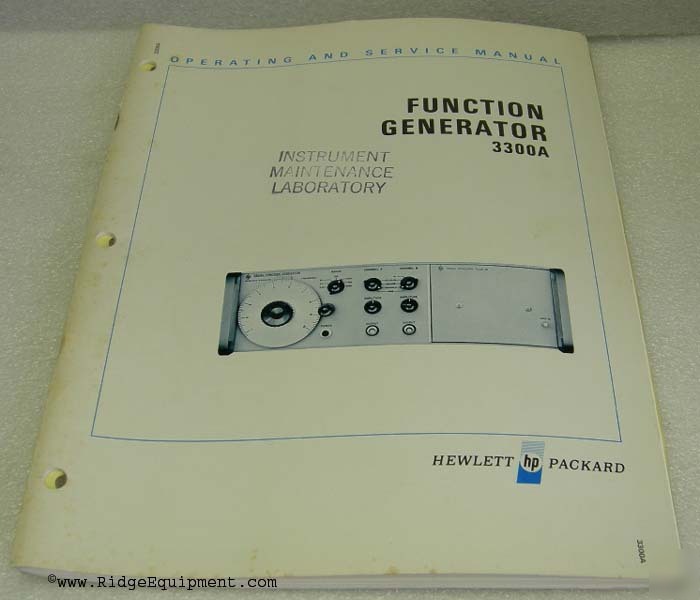 OPERATING AND SERVICE MANUAL
FUNCTION
GENERATOR
3300A
INSTRUMENT
MAINTENANCE
LABORATORY
HEWLETT hp PACKARD
3300A
©www.RidgeEquipment.com